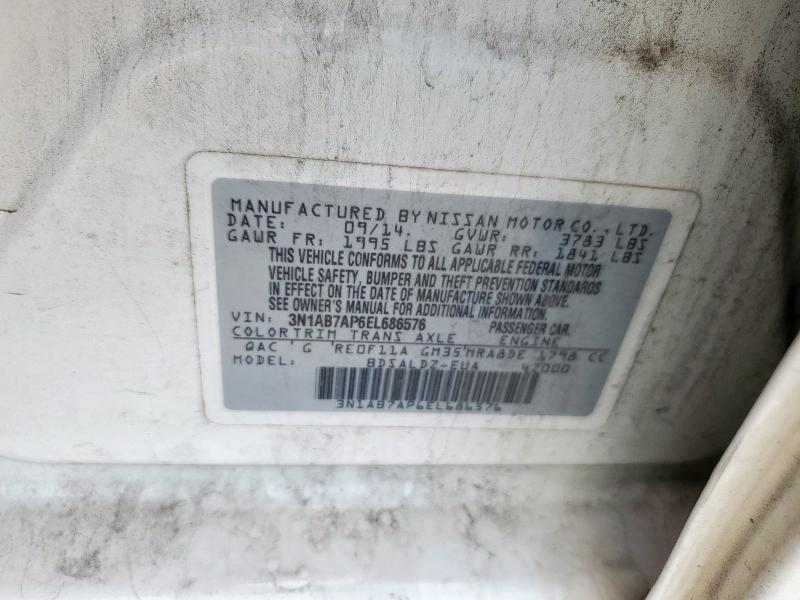 MANUFACTURED BY NISSAN MOTOR CO., LTD.
DATE: 09/14. GVWR: 3783 LBS
GAWR FR: 1995 LBS GAWR RR: 1841 LBS
THIS VEHICLE CONFORMS TO ALL APPLICABLE FEDERAL MOTOR
VEHICLE SAFETY, BUMPER AND THEFT PREVENTION STANDARDS
IN EFFECT ON THE DATE OF MANUFACTURE SHOWN ABOVE.
SEE OWNER'S MANUAL FOR ADDITIONAL INFORMATION.
VIN: 3N1AB7AP6EL686576 PASSENGER CAR
COLOR TRIM TRANS AXLE ENGINE
QAC 'G 'RE0F11A GM35'MRA8DE 1798 CC
MODEL: BDSALDZ-EUA 47000
3N1AB7AP6EL686576